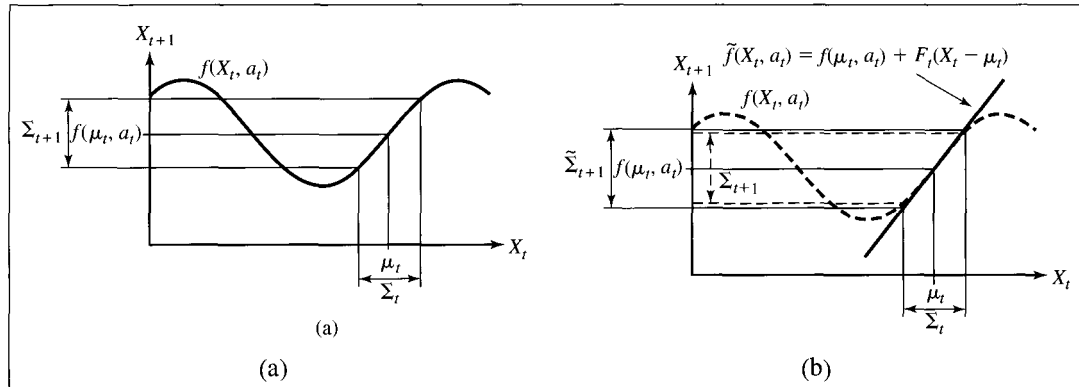 X_{t+1}
f(X_t, a_t)
Σ_{t+1}
f(μ_t, a_t)
X_t
μ_t
Σ_t
(a)
(a)
X_{t+1}
f̃(X_t, a_t) = f(μ_t, a_t) + F_t(X_t − μ_t)
f(X_t, a_t)
Σ̃_{t+1}
f(μ_t, a_t)
Σ_{t+1}
X_t
μ_t
Σ_t
(b)